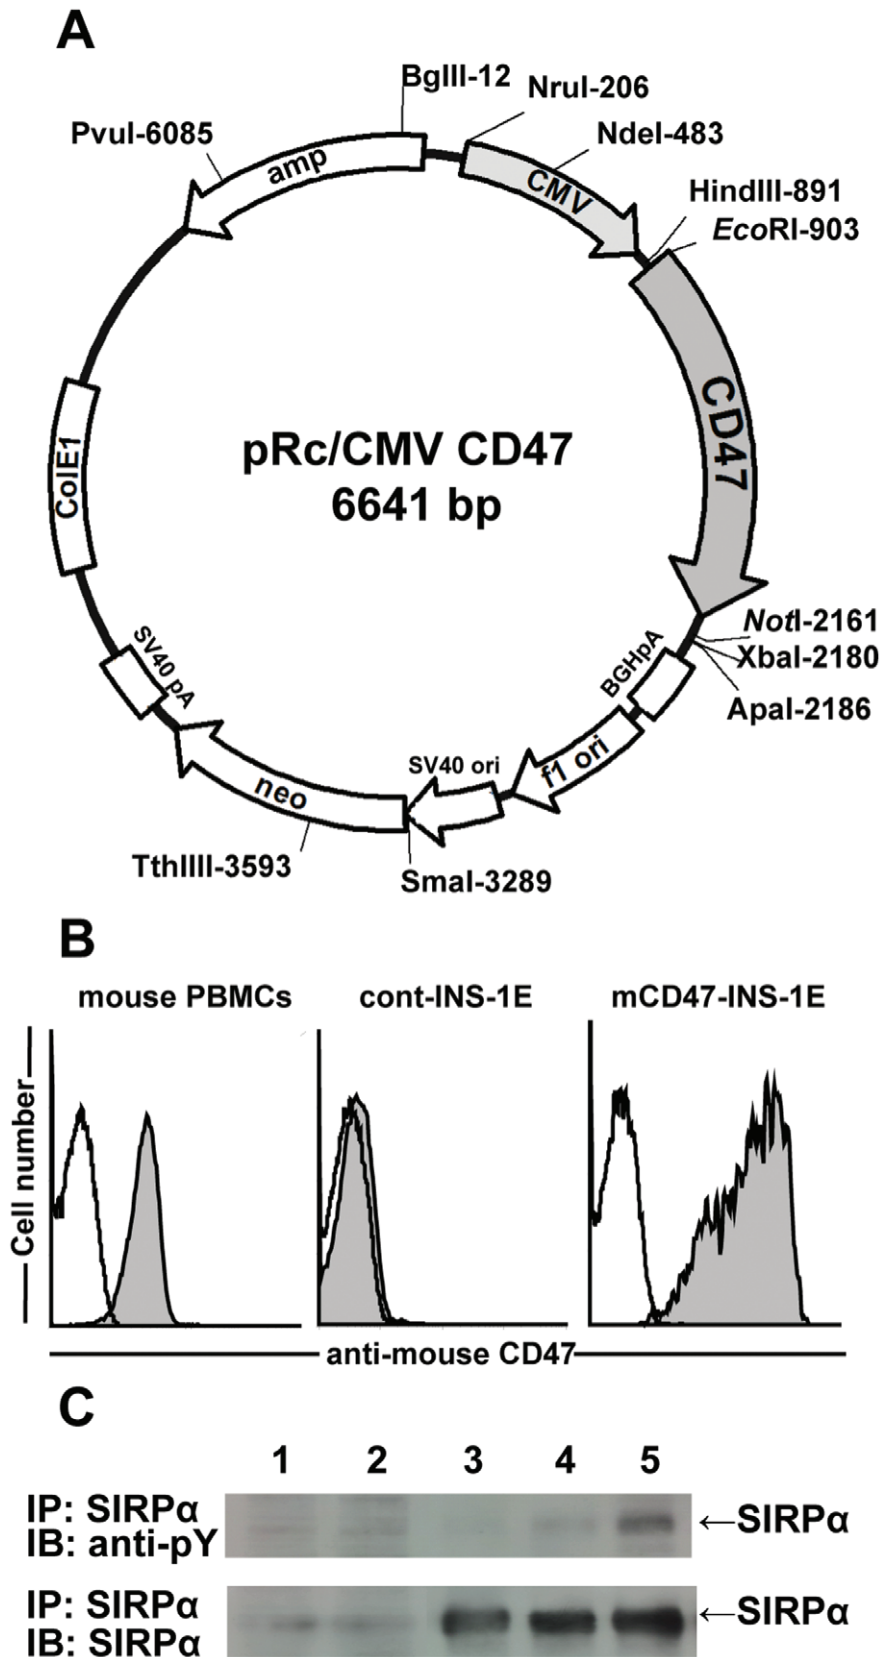 A
BglII-12
NruI-206
PvuI-6085
amp
CMV
NdeI-483
HindIII-891
EcoRI-903
CD47
pRc/CMV CD47
6641 bp
ColE1
NotI-2161
XbaI-2180
ApaI-2186
BGHpA
SV40 pA
f1 ori
SV40 ori
neo
TthIIII-3593
SmaI-3289
B
mouse PBMCs
cont-INS-1E
mCD47-INS-1E
Cell number
anti-mouse CD47
C
1 2 3 4 5
IP: SIRPα
IB: anti-pY
←SIRPα
IP: SIRPα
IB: SIRPα
←SIRPα